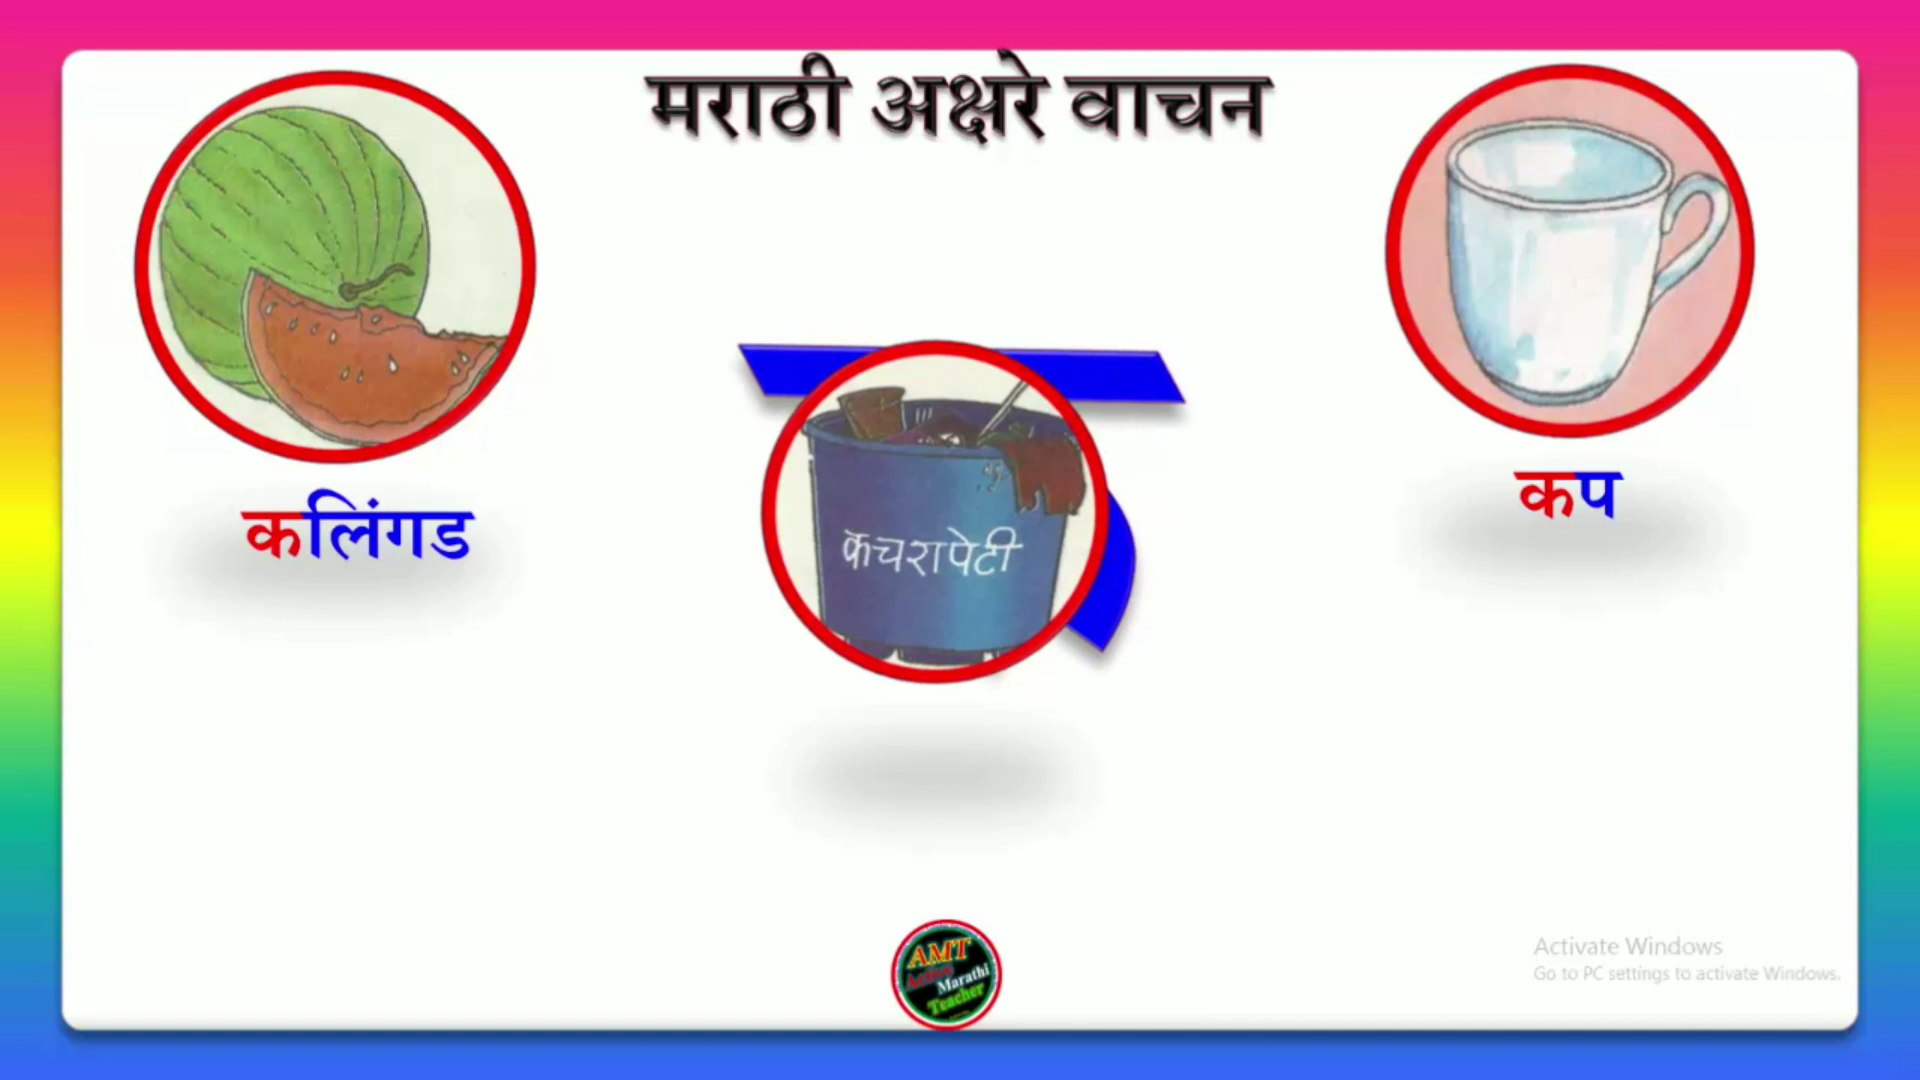 मराठी अक्षरे वाचन
कलिंगड
कप
कचरापेटी
AMT
Active
Marathi
Teacher
Activate Windows
Go to PC settings to activate Windows.